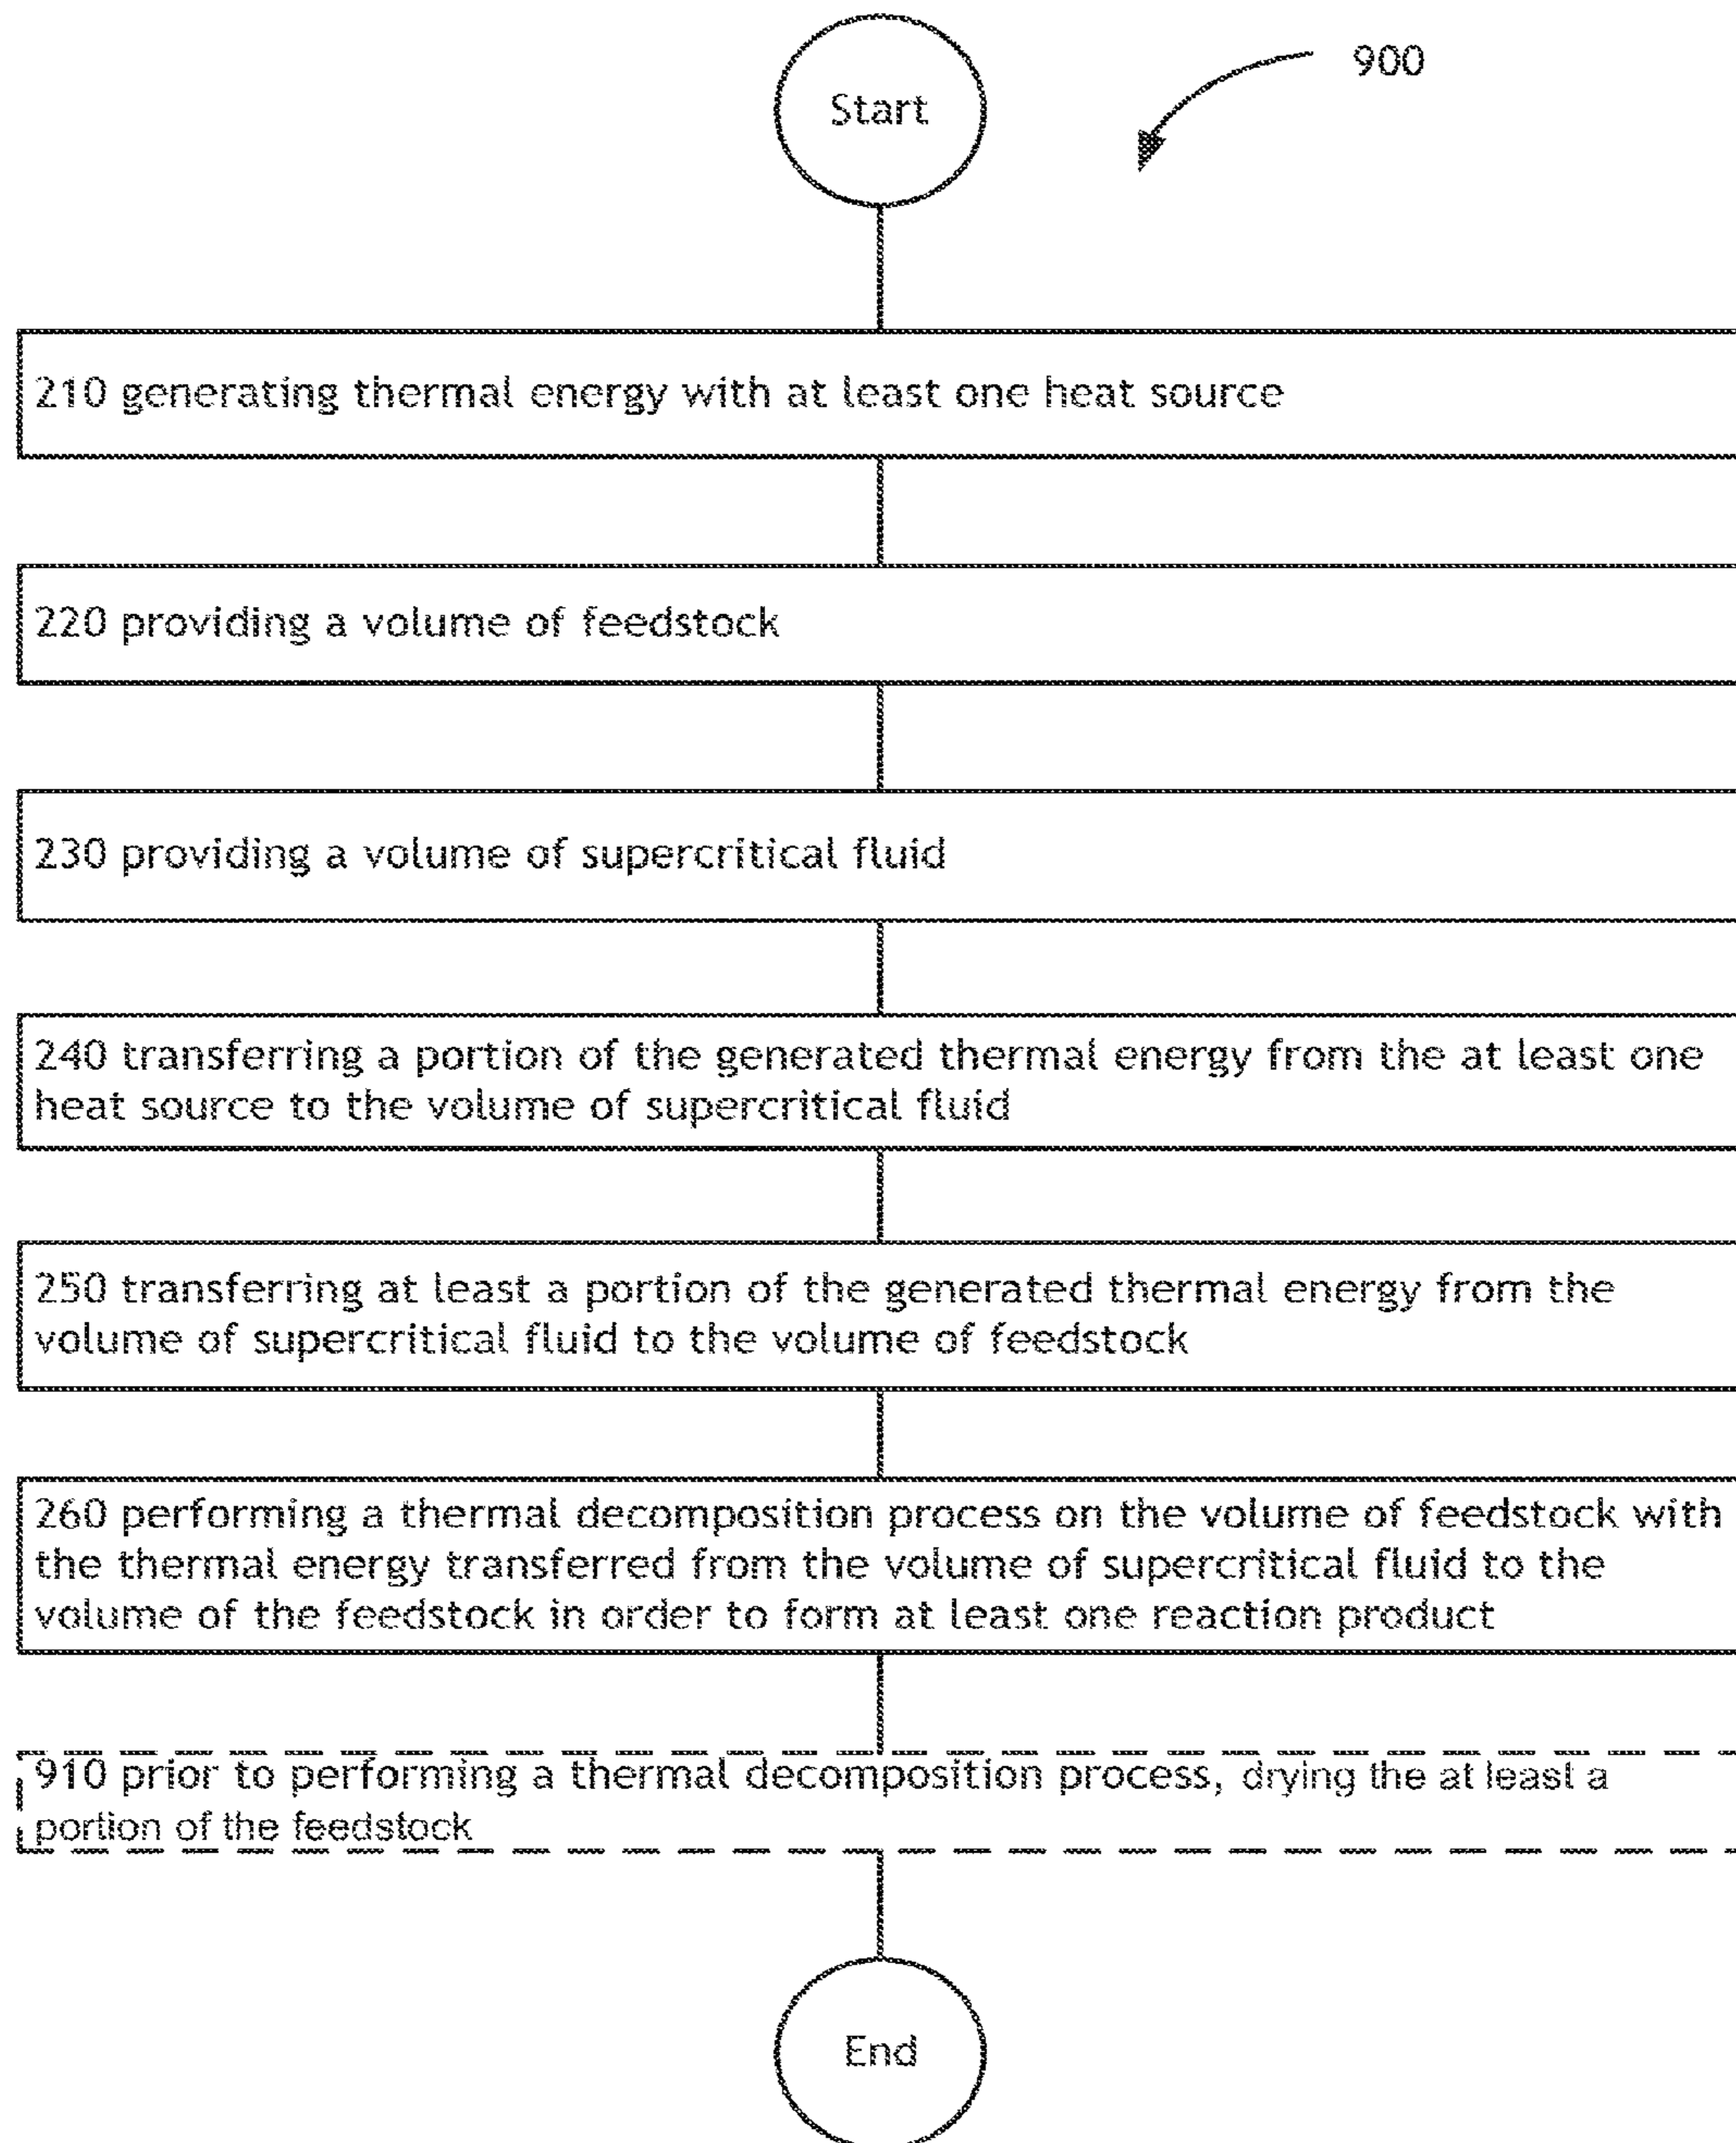 Start
900
210 generating thermal energy with at least one heat source
220 providing a volume of feedstock
230 providing a volume of supercritical fluid
240 transferring a portion of the generated thermal energy from the at least one
heat source to the volume of supercritical fluid
250 transferring at least a portion of the generated thermal energy from the
volume of supercritical fluid to the volume of feedstock
260 performing a thermal decomposition process on the volume of feedstock with
the thermal energy transferred from the volume of supercritical fluid to the
volume of the feedstock in order to form at least one reaction product
910 prior to performing a thermal decomposition process, drying the at least a
portion of the feedstock
End